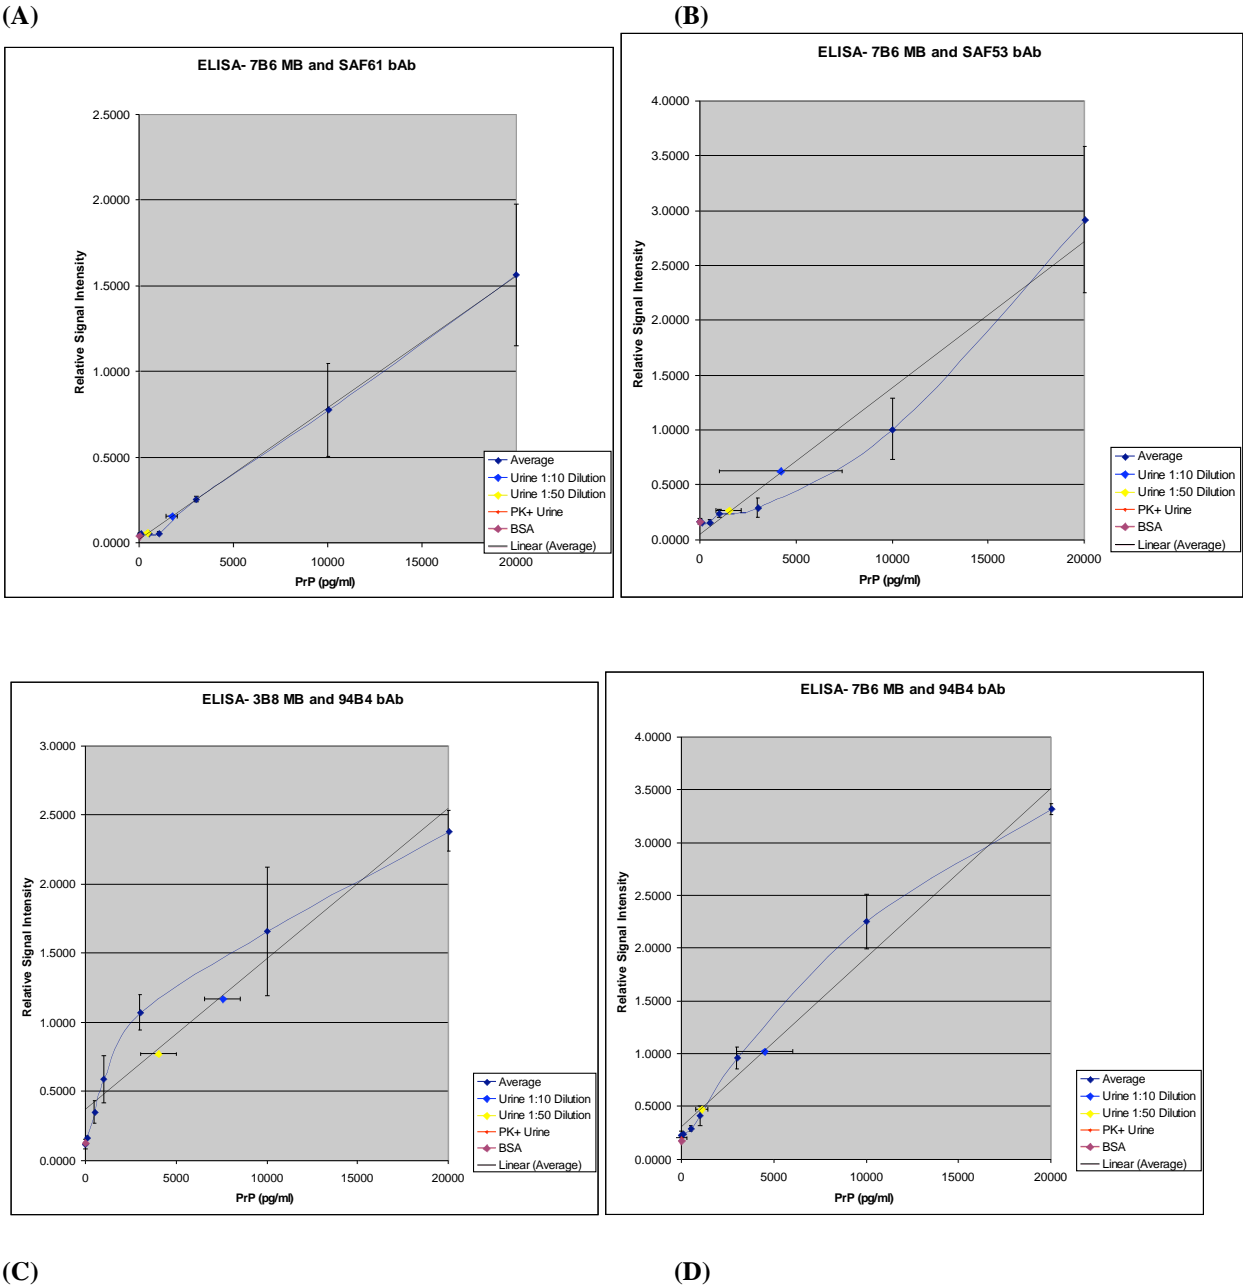 (A)
(B)
ELISA- 7B6 MB and SAF61 bAb
2.5000
2.0000
1.5000
1.0000
0.5000
0.0000
Relative Signal Intensity
0
5000
10000
15000
20000
PrP (pg/ml)
Average
Urine 1:10 Dilution
Urine 1:50 Dilution
PK+ Urine
BSA
Linear (Average)
ELISA- 7B6 MB and SAF53 bAb
4.0000
3.5000
3.0000
2.5000
2.0000
1.5000
1.0000
0.5000
0.0000
Relative Signal Intensity
0
5000
10000
15000
20000
PrP (pg/ml)
Average
Urine 1:10 Dilution
Urine 1:50 Dilution
PK+ Urine
BSA
Linear (Average)
ELISA- 3B8 MB and 94B4 bAb
3.0000
2.5000
2.0000
1.5000
1.0000
0.5000
0.0000
Relative Signal Intensity
0
5000
10000
15000
20000
PrP (pg/ml)
Average
Urine 1:10 Dilution
Urine 1:50 Dilution
PK+ Urine
BSA
Linear (Average)
ELISA- 7B6 MB and 94B4 bAb
4.0000
3.5000
3.0000
2.5000
2.0000
1.5000
1.0000
0.5000
0.0000
Relative Signal Intensity
0
5000
10000
15000
20000
PrP (pg/ml)
Average
Urine 1:10 Dilution
Urine 1:50 Dilution
PK+ Urine
BSA
Linear (Average)
(C)
(D)